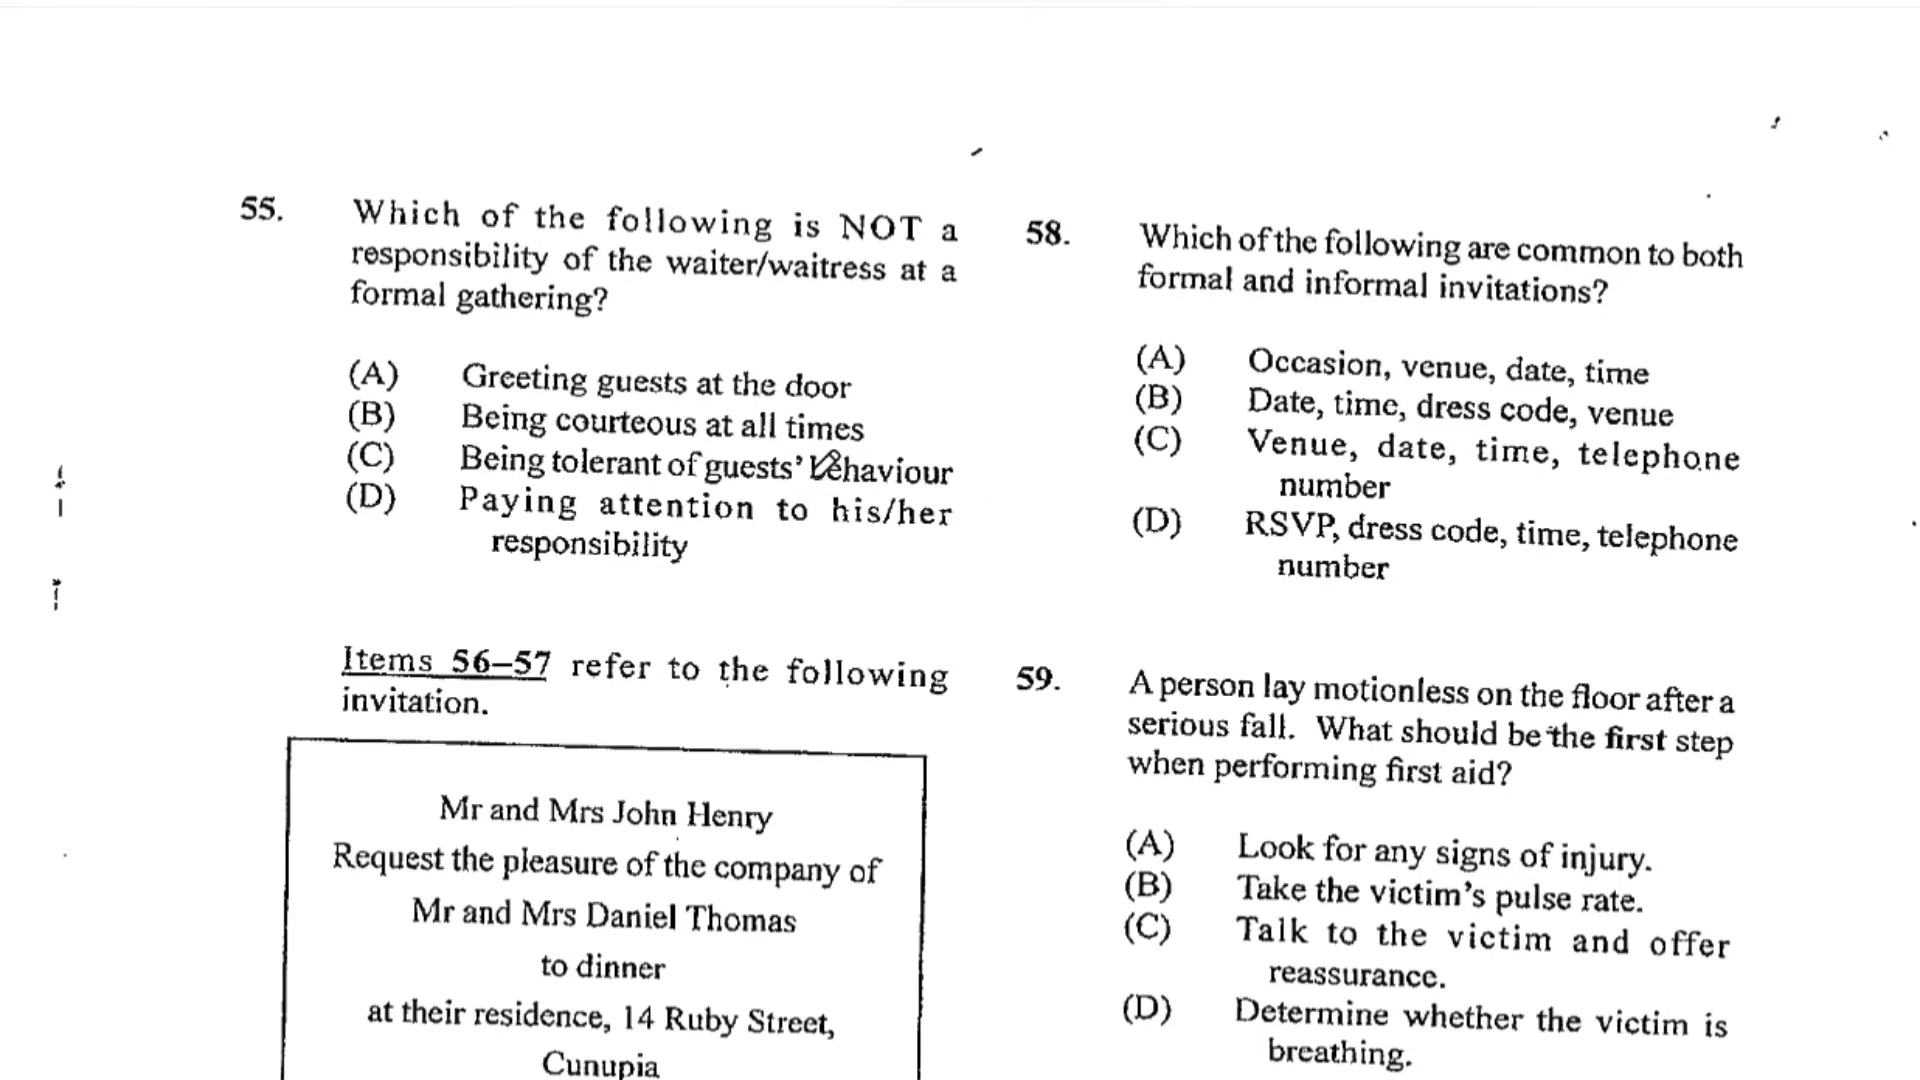 55. Which of the following is NOT a
responsibility of the waiter/waitress at a
formal gathering?
(A) Greeting guests at the door
(B) Being courteous at all times
(C) Being tolerant of guests' behaviour
(D) Paying attention to his/her
responsibility
Items 56–57 refer to the following
invitation.
Mr and Mrs John Henry
Request the pleasure of the company of
Mr and Mrs Daniel Thomas
to dinner
at their residence, 14 Ruby Street,
Cunupia
58. Which of the following are common to both
formal and informal invitations?
(A) Occasion, venue, date, time
(B) Date, time, dress code, venue
(C) Venue, date, time, telephone
number
(D) RSVP, dress code, time, telephone
number
59. A person lay motionless on the floor after a
serious fall. What should be the first step
when performing first aid?
(A) Look for any signs of injury.
(B) Take the victim's pulse rate.
(C) Talk to the victim and offer
reassurance.
(D) Determine whether the victim is
breathing.